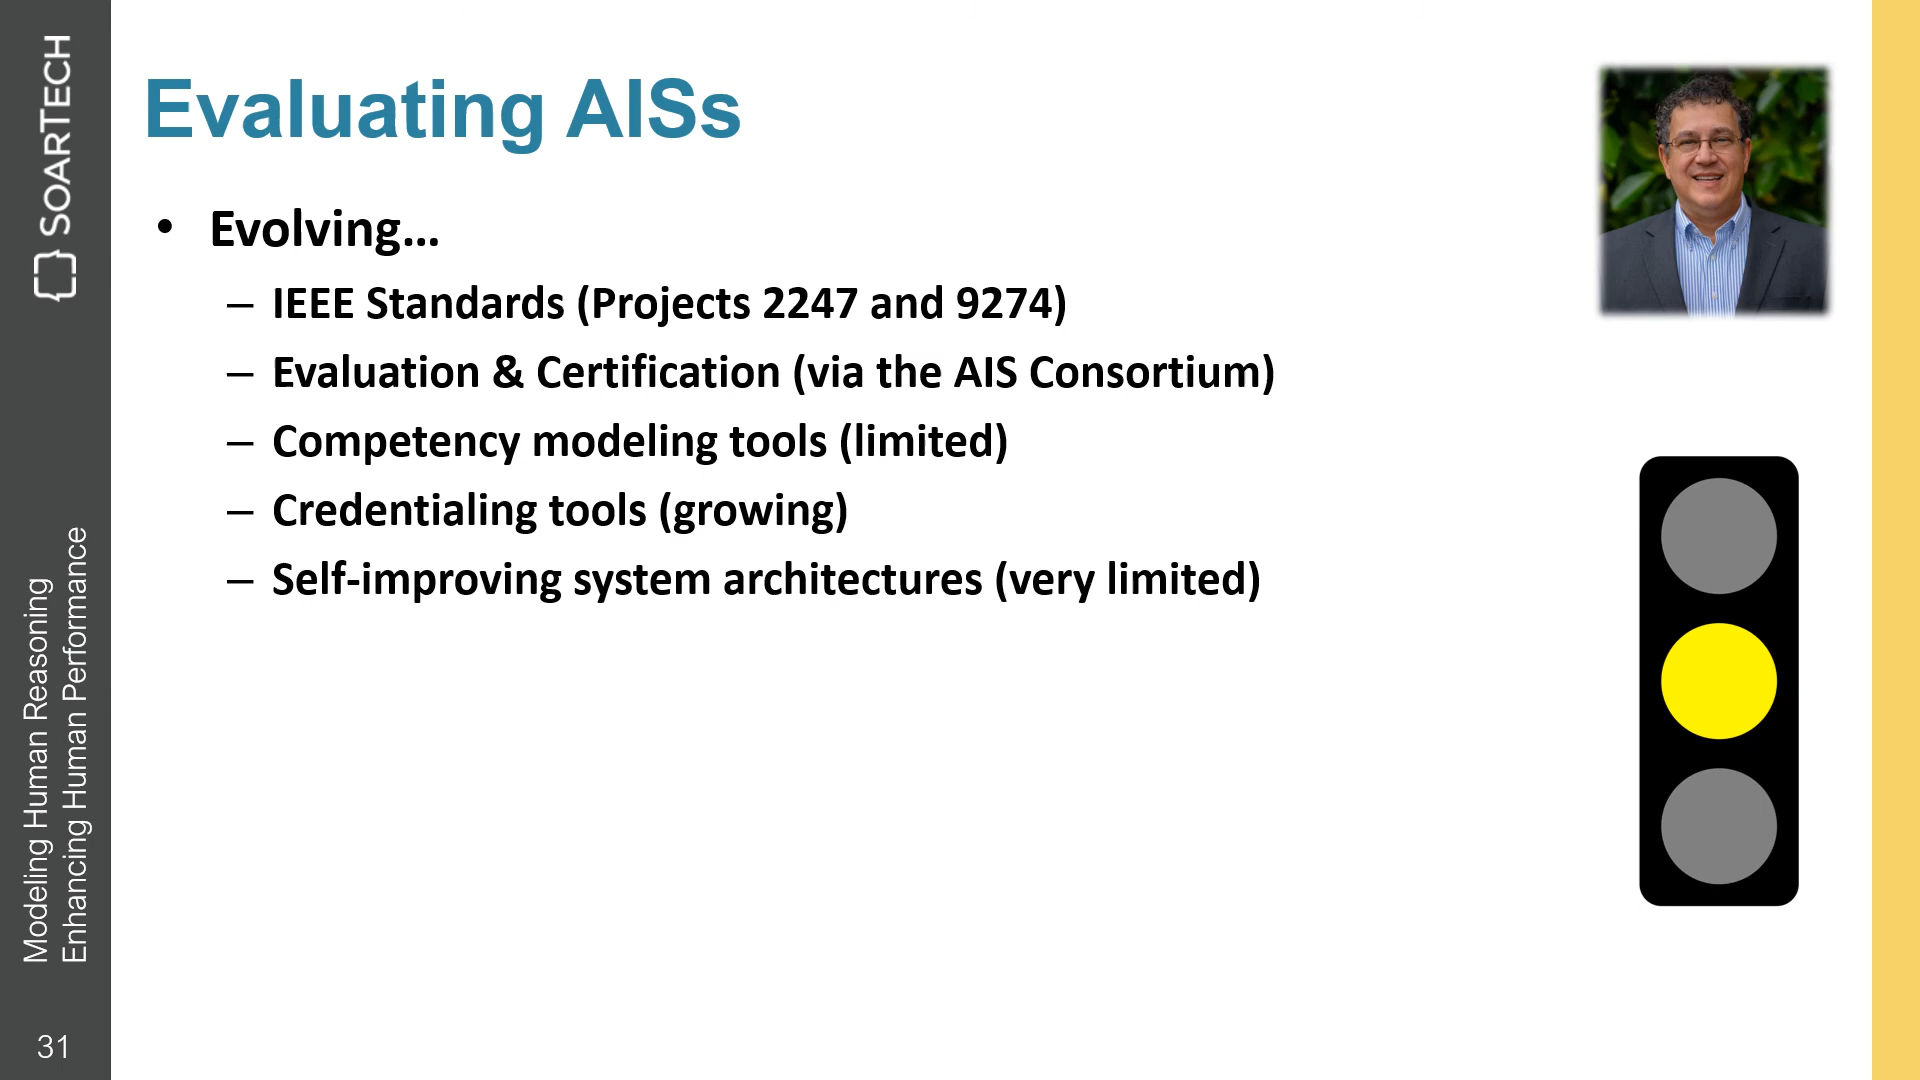 Evaluating AISs
• Evolving...
– IEEE Standards (Projects 2247 and 9274)
– Evaluation & Certification (via the AIS Consortium)
– Competency modeling tools (limited)
– Credentialing tools (growing)
– Self-improving system architectures (very limited)
SOARTECH
Modeling Human Reasoning
Enhancing Human Performance
31